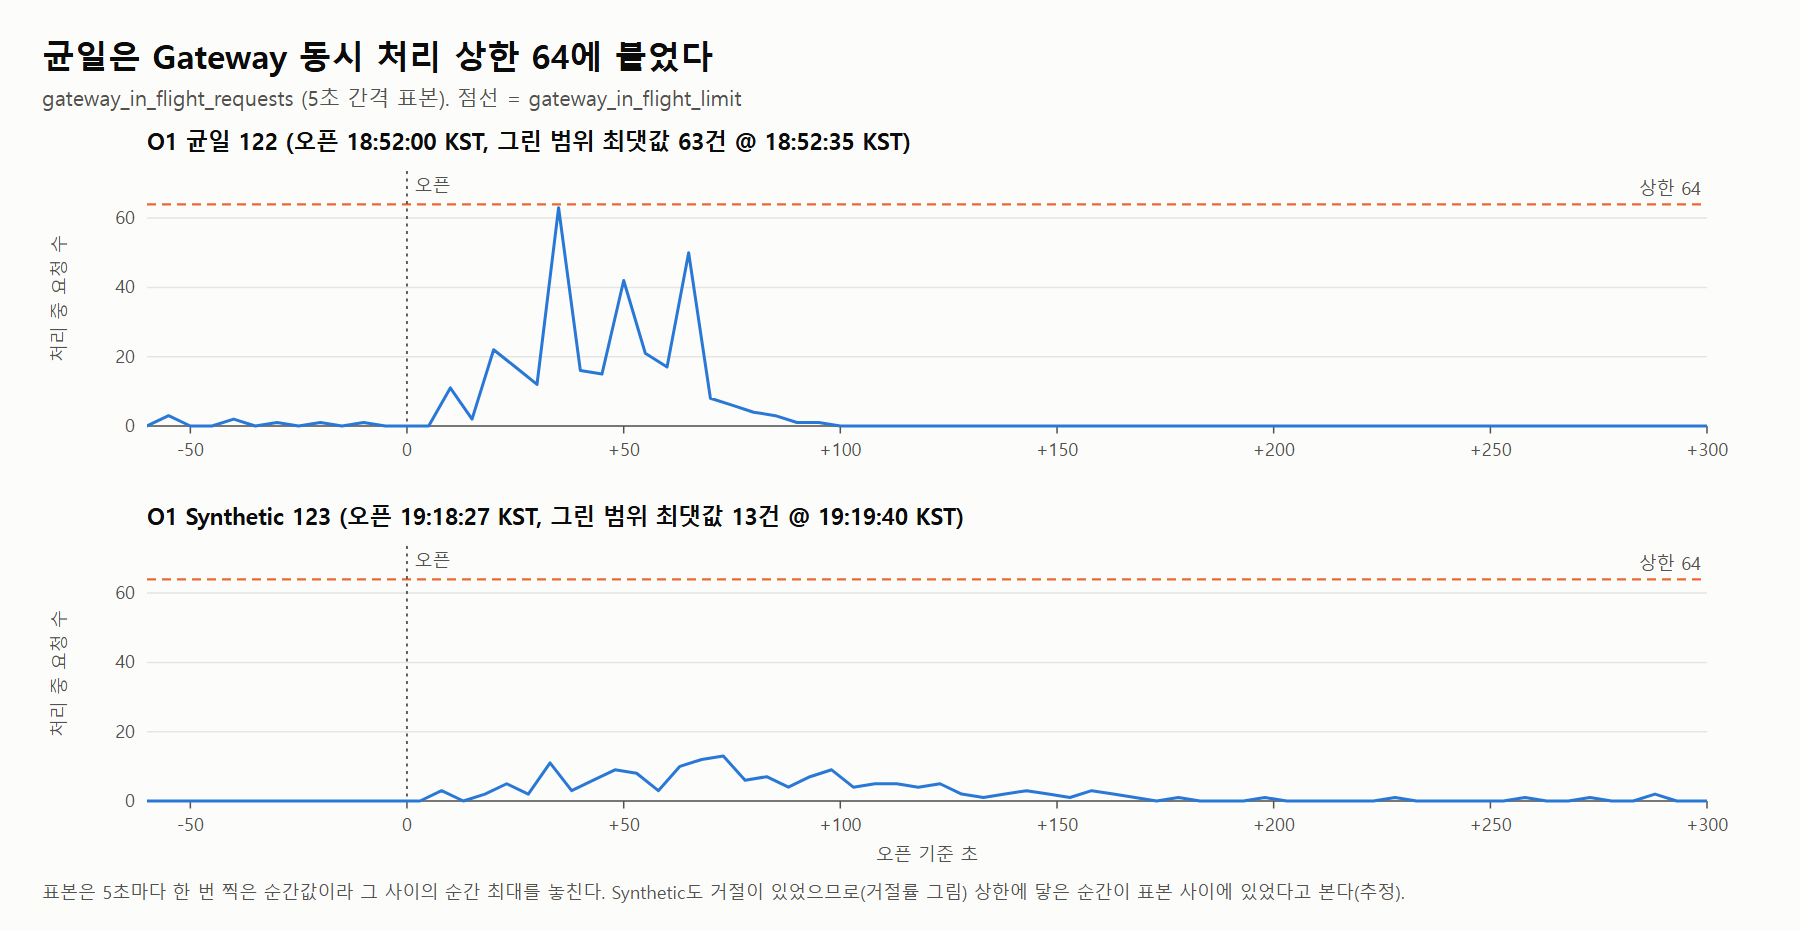 균일은 Gateway 동시 처리 상한 64에 붙었다
gateway_in_flight_requests (5초 간격 표본). 점선 = gateway_in_flight_limit
O1 균일 122 (오픈 18:52:00 KST, 그린 범위 최댓값 63건 @ 18:52:35 KST)
오픈
상한 64
60
40
20
0
처리 중 요청 수
-50
0
+50
+100
+150
+200
+250
+300
O1 Synthetic 123 (오픈 19:18:27 KST, 그린 범위 최댓값 13건 @ 19:19:40 KST)
오픈
상한 64
60
40
20
0
처리 중 요청 수
-50
0
+50
+100
+150
+200
+250
+300
오픈 기준 초
표본은 5초마다 한 번 찍은 순간값이라 그 사이의 순간 최대를 놓친다. Synthetic도 거절이 있었으므로(거절률 그림) 상한에 닿은 순간이 표본 사이에 있었다고 본다(추정).